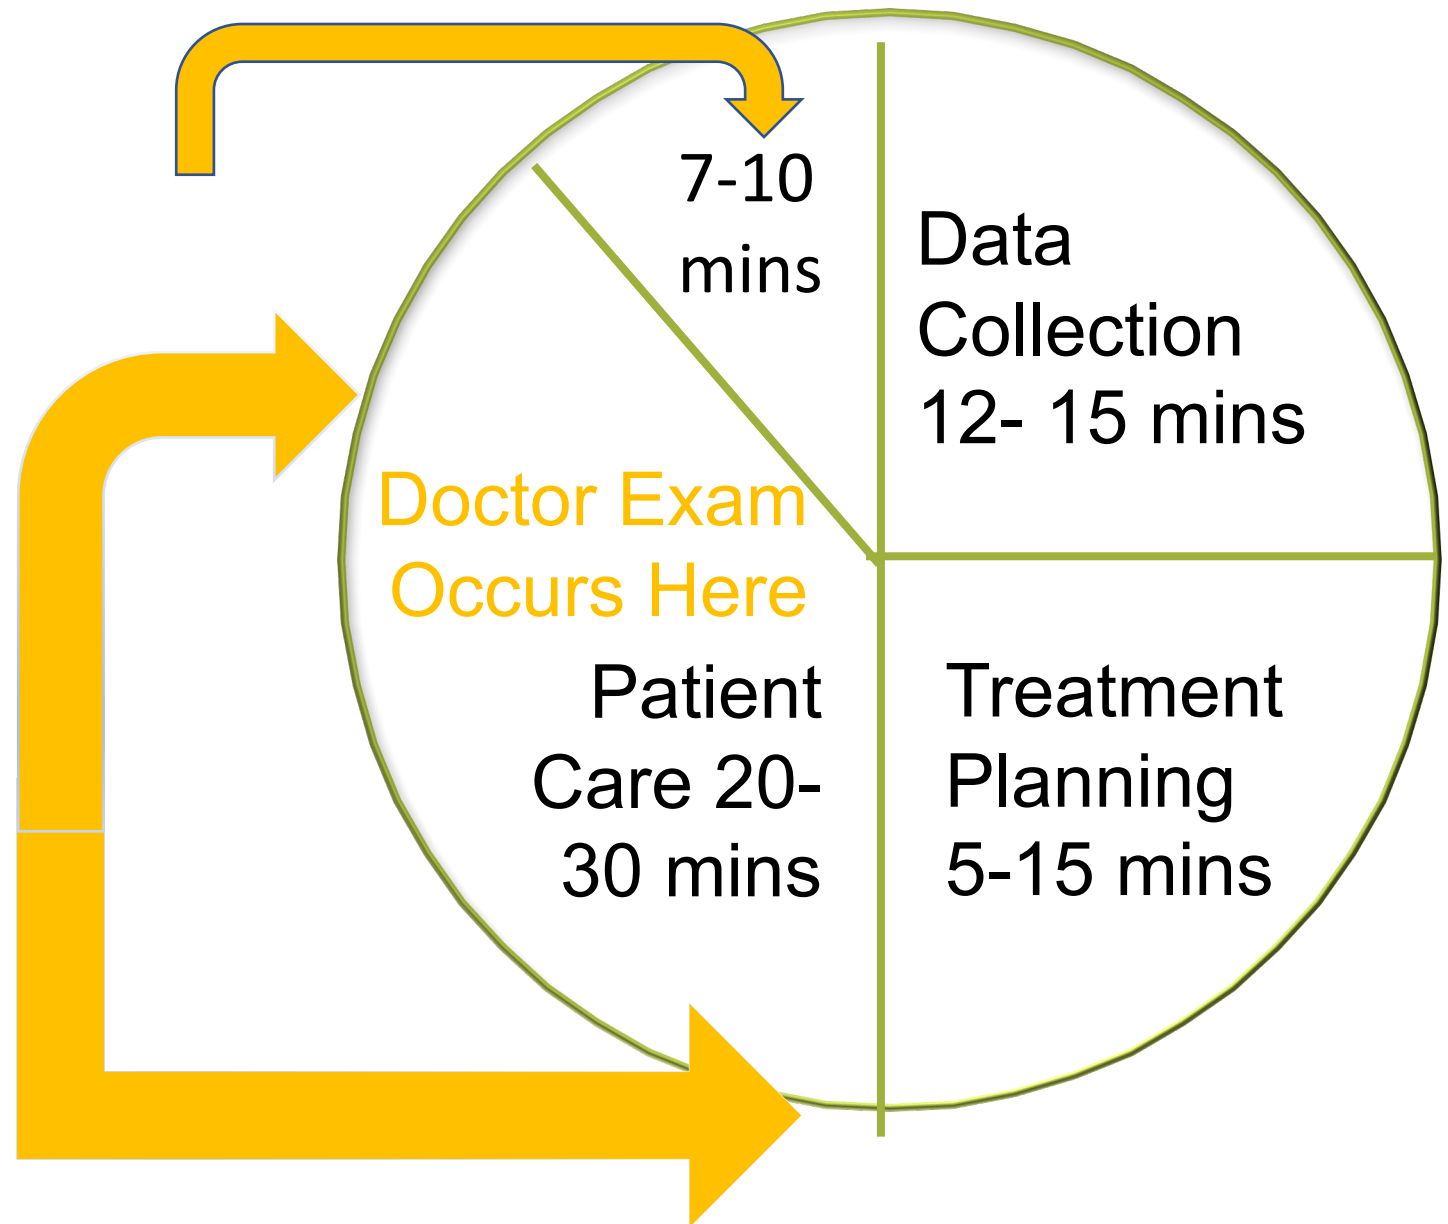 7-10
mins
Data
Collection
12- 15 mins
Doctor Exam
Occurs Here
Patient
Care 20-
30 mins
Treatment
Planning
5-15 mins